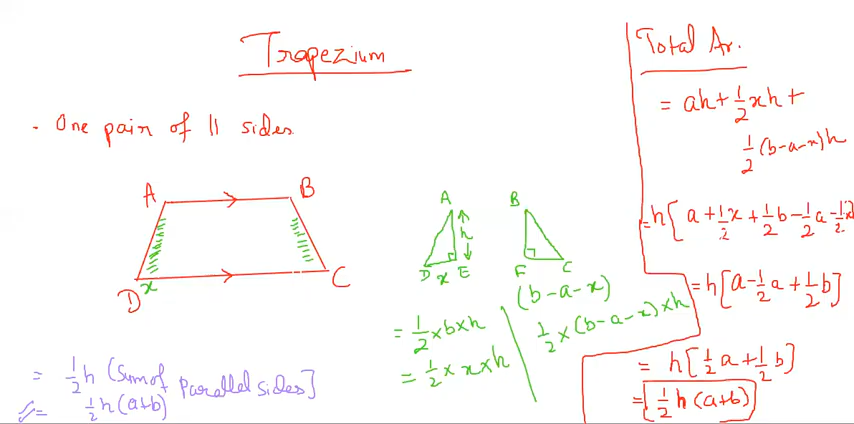 Trapezium
- One pair of || sides
A
B
D
x
C
= 1/2 h (Sum of Parallel sides]
= 1/2 h (a+b)
A
h
D
x
E
B
F
C
(b-a-x)
= 1/2 × b × h
= 1/2 × x × h
1/2 × (b-a-x) × h
Total Ar.
= ah + 1/2 xh +
1/2 (b-a-x) h
= h [ a + 1/2 x + 1/2 b - 1/2 a - 1/2 x]
= h [a - 1/2 a + 1/2 b]
= h [1/2 a + 1/2 b]
= 1/2 h (a+b)